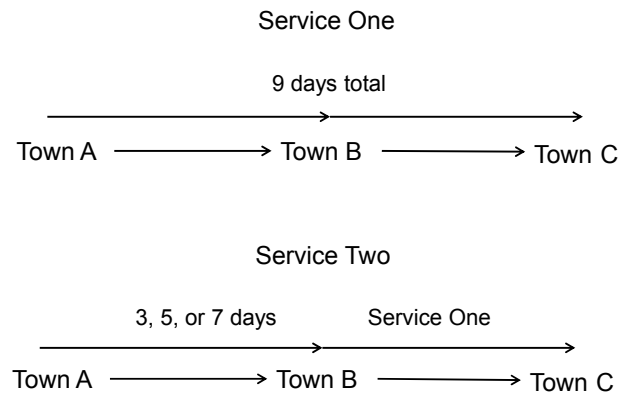 Service One
9 days total
Town A Town B Town C
Service Two
3, 5, or 7 days Service One
Town A Town B Town C